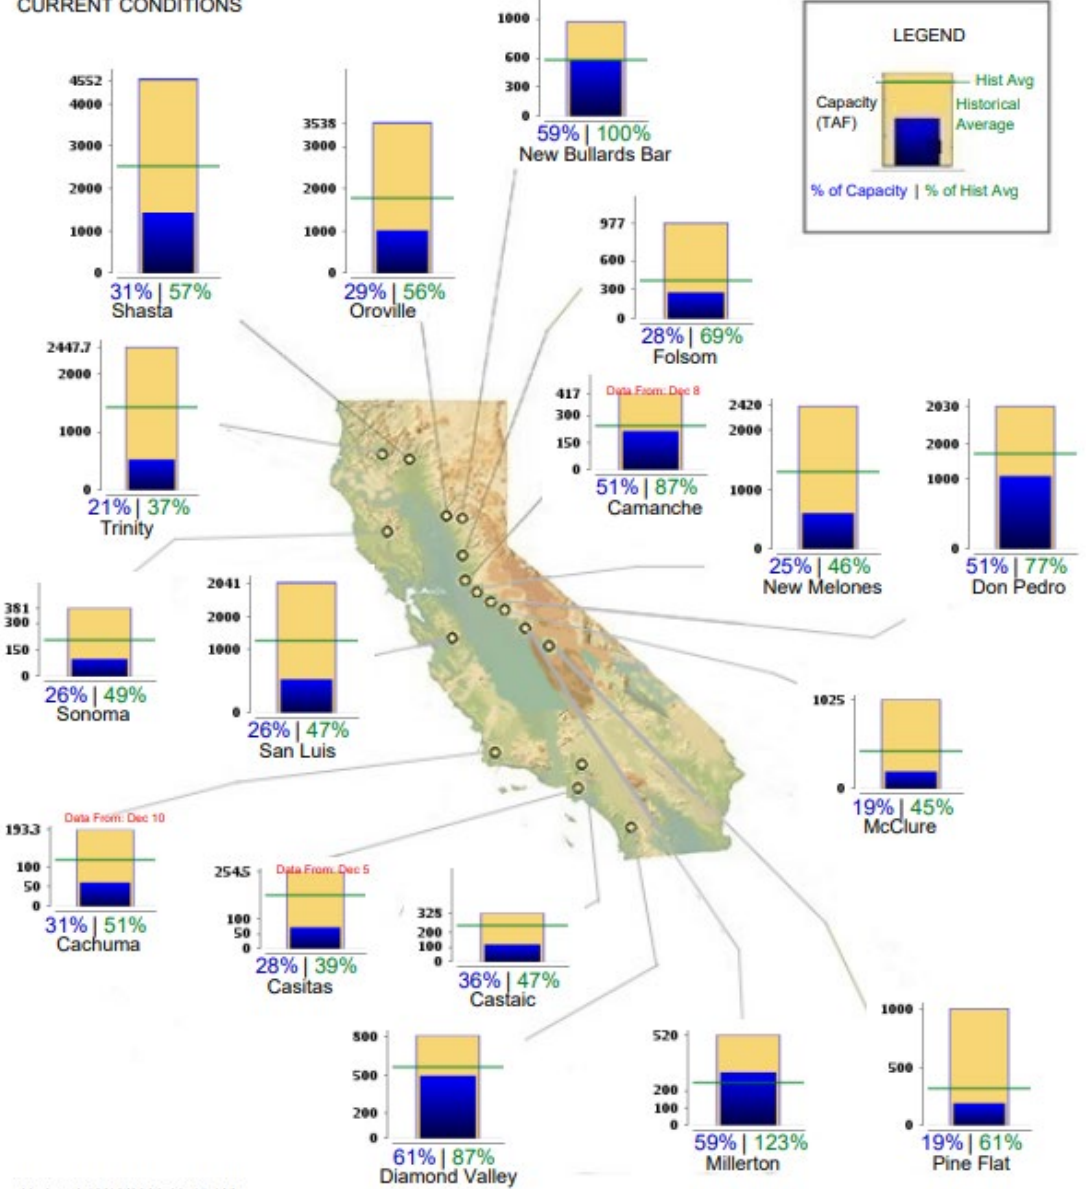 CURRENT CONDITIONS
LEGEND
Hist Avg
Capacity
(TAF)
Historical
Average
% of Capacity | % of Hist Avg
1000
600
300
0
59% | 100%
New Bullards Bar
4552
4000
3000
2000
1000
0
31% | 57%
Shasta
3538
3000
2000
1000
0
29% | 56%
Oroville
977
600
300
0
28% | 69%
Folsom
2447.7
2000
1000
0
21% | 37%
Trinity
Data From: Dec 8
417
300
150
0
51% | 87%
Camanche
2420
2000
1000
0
25% | 46%
New Melones
2030
2000
1000
0
51% | 77%
Don Pedro
381
300
150
0
26% | 49%
Sonoma
2041
2000
1000
0
26% | 47%
San Luis
1025
0
19% | 45%
McClure
Data From: Dec 10
193.3
100
50
0
31% | 51%
Cachuma
Data From: Dec 5
254.5
100
50
0
28% | 39%
Casitas
325
200
100
0
36% | 47%
Castaic
800
500
200
0
61% | 87%
Diamond Valley
520
200
100
0
59% | 123%
Millerton
1000
500
0
19% | 61%
Pine Flat